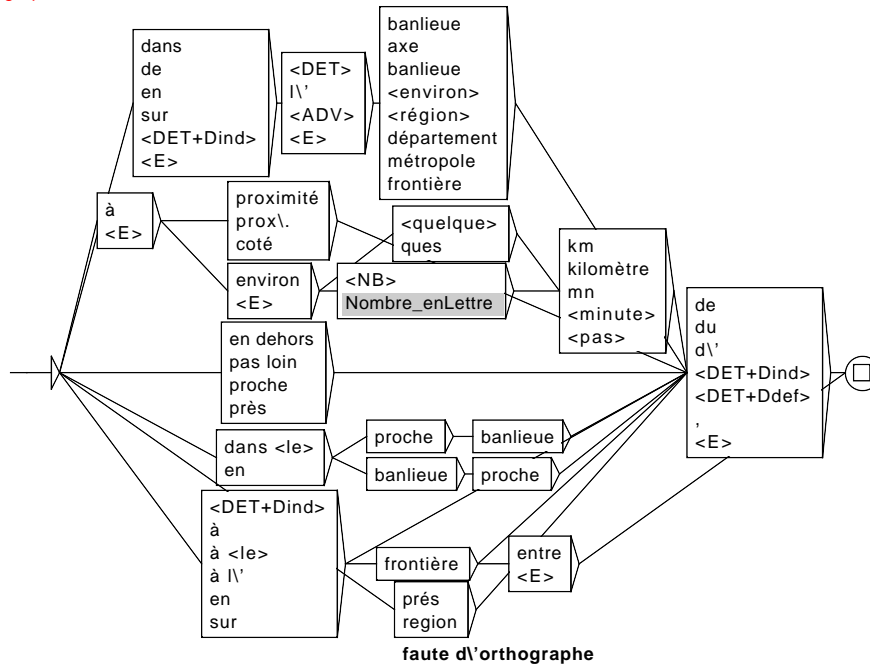 dans
de
en
sur
<DET+Dind>
<E>
<DET>
l\'
<ADV>
<E>
banlieue
axe
banlieue
<environ>
<région>
département
métropole
frontière
à
<E>
proximité
prox\.
coté
<quelque>
ques
environ
<E>
<NB>
Nombre_enLettre
km
kilomètre
mn
<minute>
<pas>
en dehors
pas loin
proche
près
de
du
d\'
<DET+Dind>
<DET+Ddef>
,
<E>
dans <le>
en
proche
banlieue
banlieue
proche
<DET+Dind>
à
à <le>
à l\'
en
sur
frontière
entre
<E>
prés
region
faute d\'orthographe